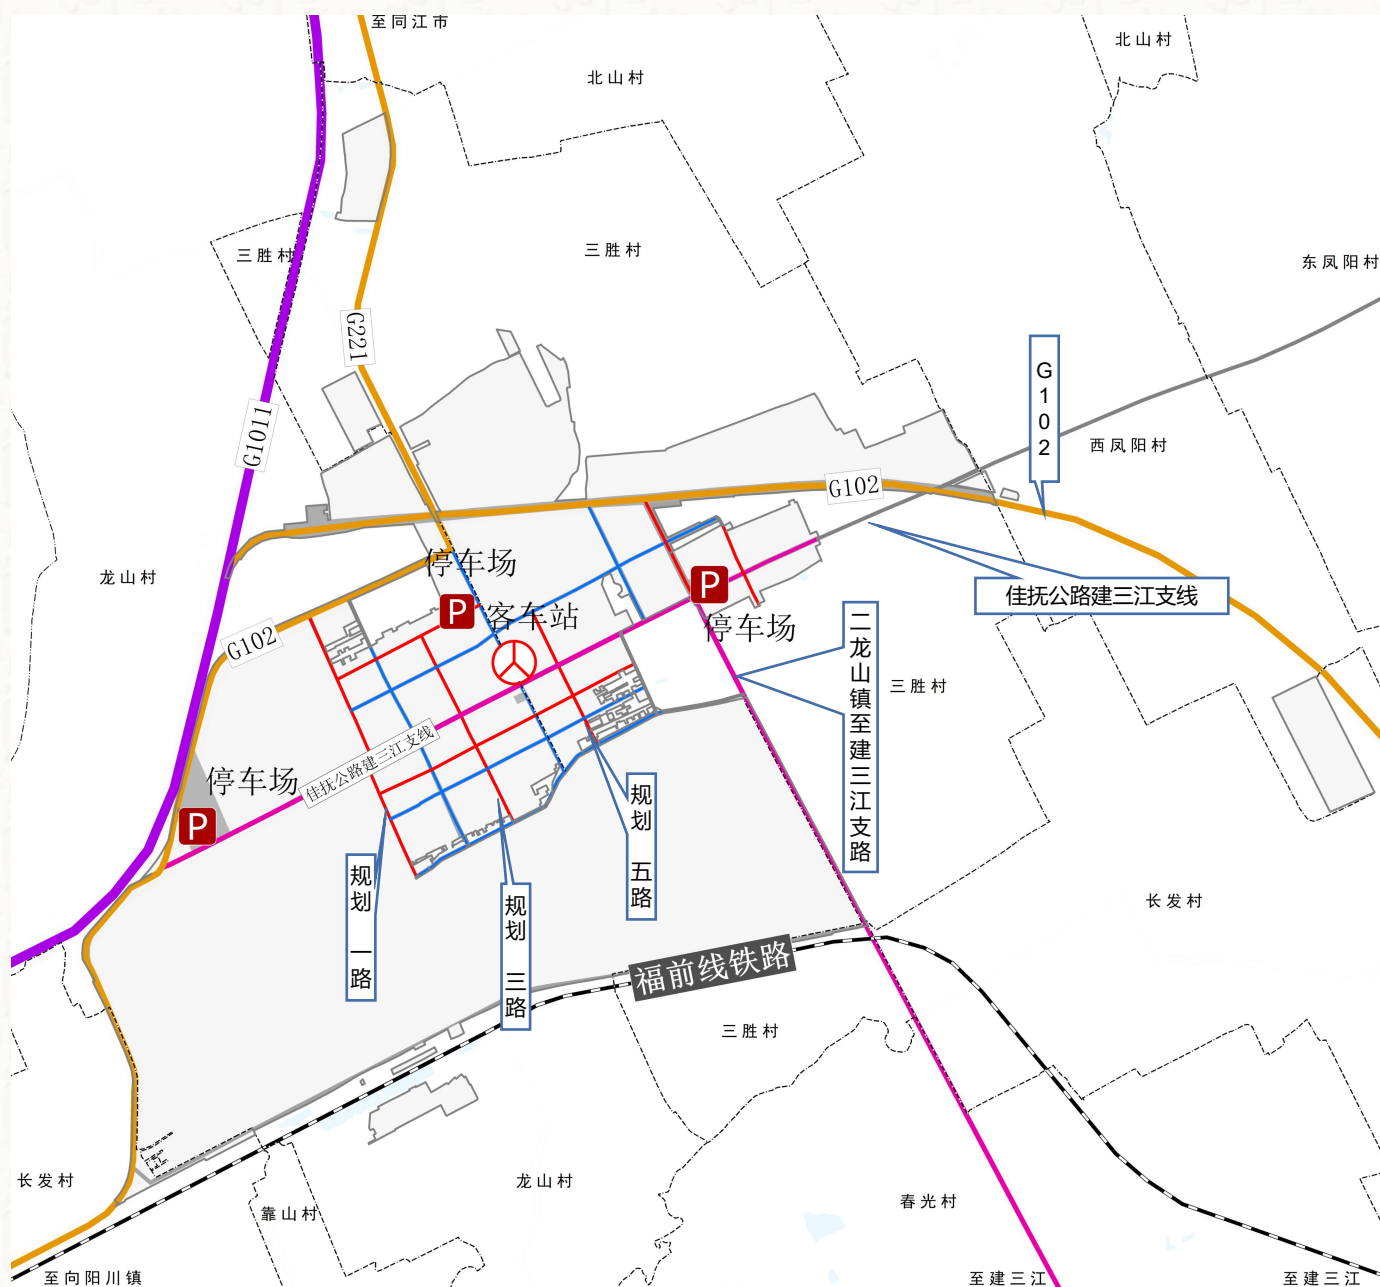 至同江市
北山村
北山村
三胜村
三胜村
东凤阳村
G221
G102
G1011
西凤阳村
G102
停车场
龙山村
P
P
佳抚公路建三江支线
客车站
停车场
G102
二龙山镇至建三江支路
三胜村
佳抚公路建三江支线
停车场
P
规划 五路
规划 一路
规划 三路
长发村
福前线铁路
三胜村
长发村
龙山村
春光村
靠山村
至向阳川镇
至建三江
至建三江